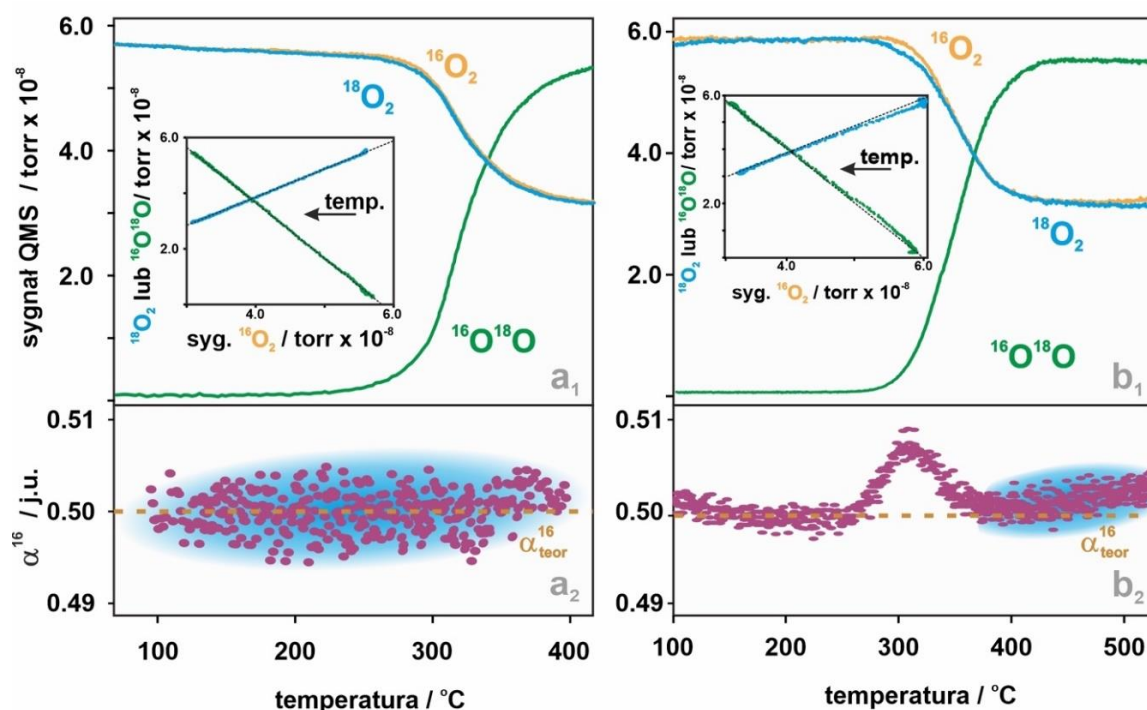 6.0
4.0
2.0
sygnał QMS / torr x 10⁻⁸
¹⁶O₂
¹⁸O₂
¹⁶O¹⁸O
a₁
6.0
4.0
2.0
4.0
6.0
temp.
¹⁸O₂ lub ¹⁶O¹⁸O/ torr x 10⁻⁸
syg. ¹⁶O₂ / torr x 10⁻⁸
0.51
0.50
0.49
α¹⁶ / j.u.
α¹⁶teor
a₂
100
200
300
400
temperatura / °C
6.0
4.0
2.0
¹⁶O₂
¹⁸O₂
¹⁶O¹⁸O
b₁
6.0
2.0
4.0
6.0
temp.
¹⁸O₂ lub ¹⁶O¹⁸O/ torr x 10⁻⁸
syg. ¹⁶O₂ / torr x 10⁻⁸
0.51
0.50
0.49
α¹⁶teor
b₂
100
200
300
400
500
temperatura / °C